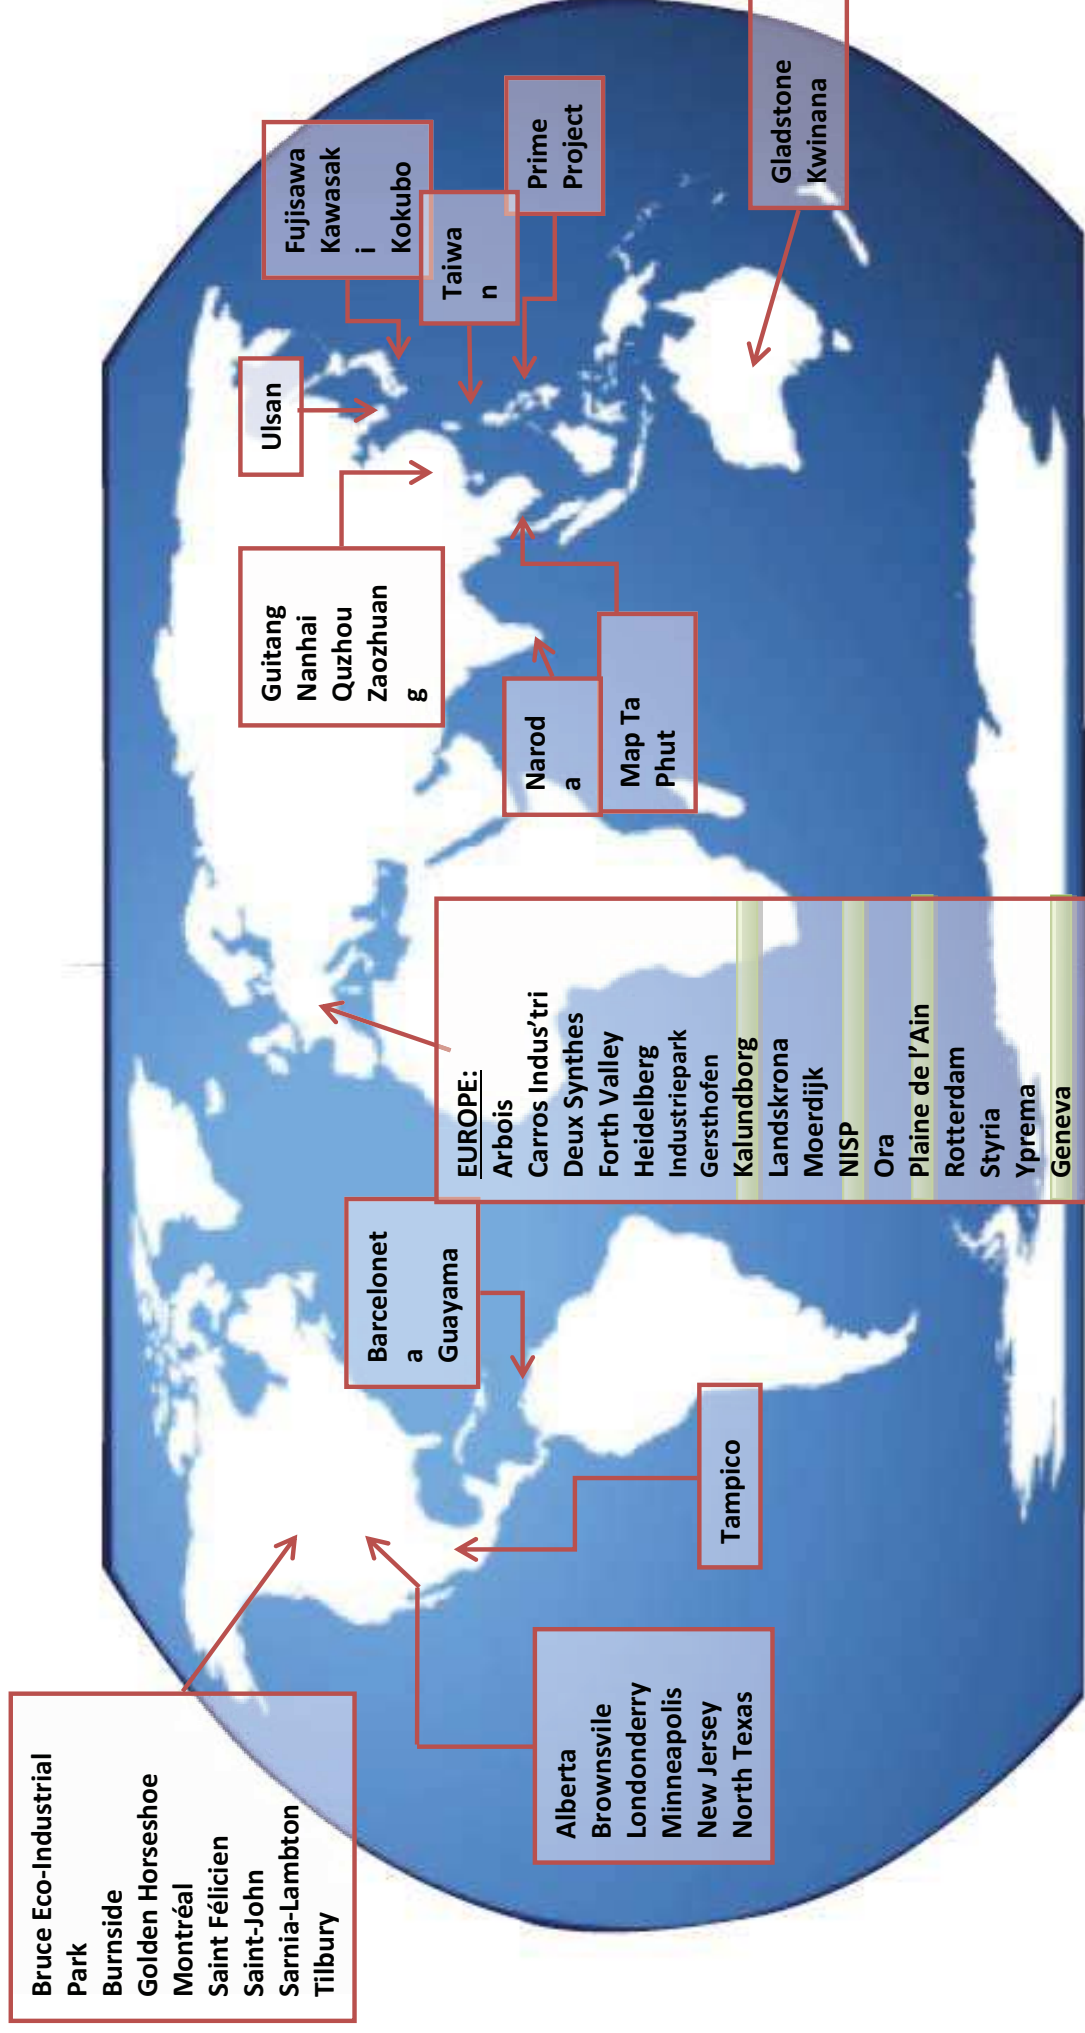 Bruce Eco-Industrial
Park
Burnside
Golden Horseshoe
Montréal
Saint Félicien
Saint-John
Sarnia-Lambton
Tilbury
Alberta
Brownsvile
Londonderry
Minneapolis
New Jersey
North Texas
Tampico
Barcelonet
a
Guayama
EUROPE:
Arbois
Carros Indus’tri
Deux Synthes
Forth Valley
Heidelberg
Industriepark
Gersthofen
Kalundborg
Landskrona
Moerdijk
NISP
Ora
Plaine de l’Ain
Rotterdam
Styria
Yprema
Geneva
Guitang
Nanhai
Quzhou
Zaozhuan
g
Narod
a
Map Ta
Phut
Ulsan
Fujisawa
Kawasak
i
Kokubo
Taiwa
n
Prime
Project
Gladstone
Kwinana